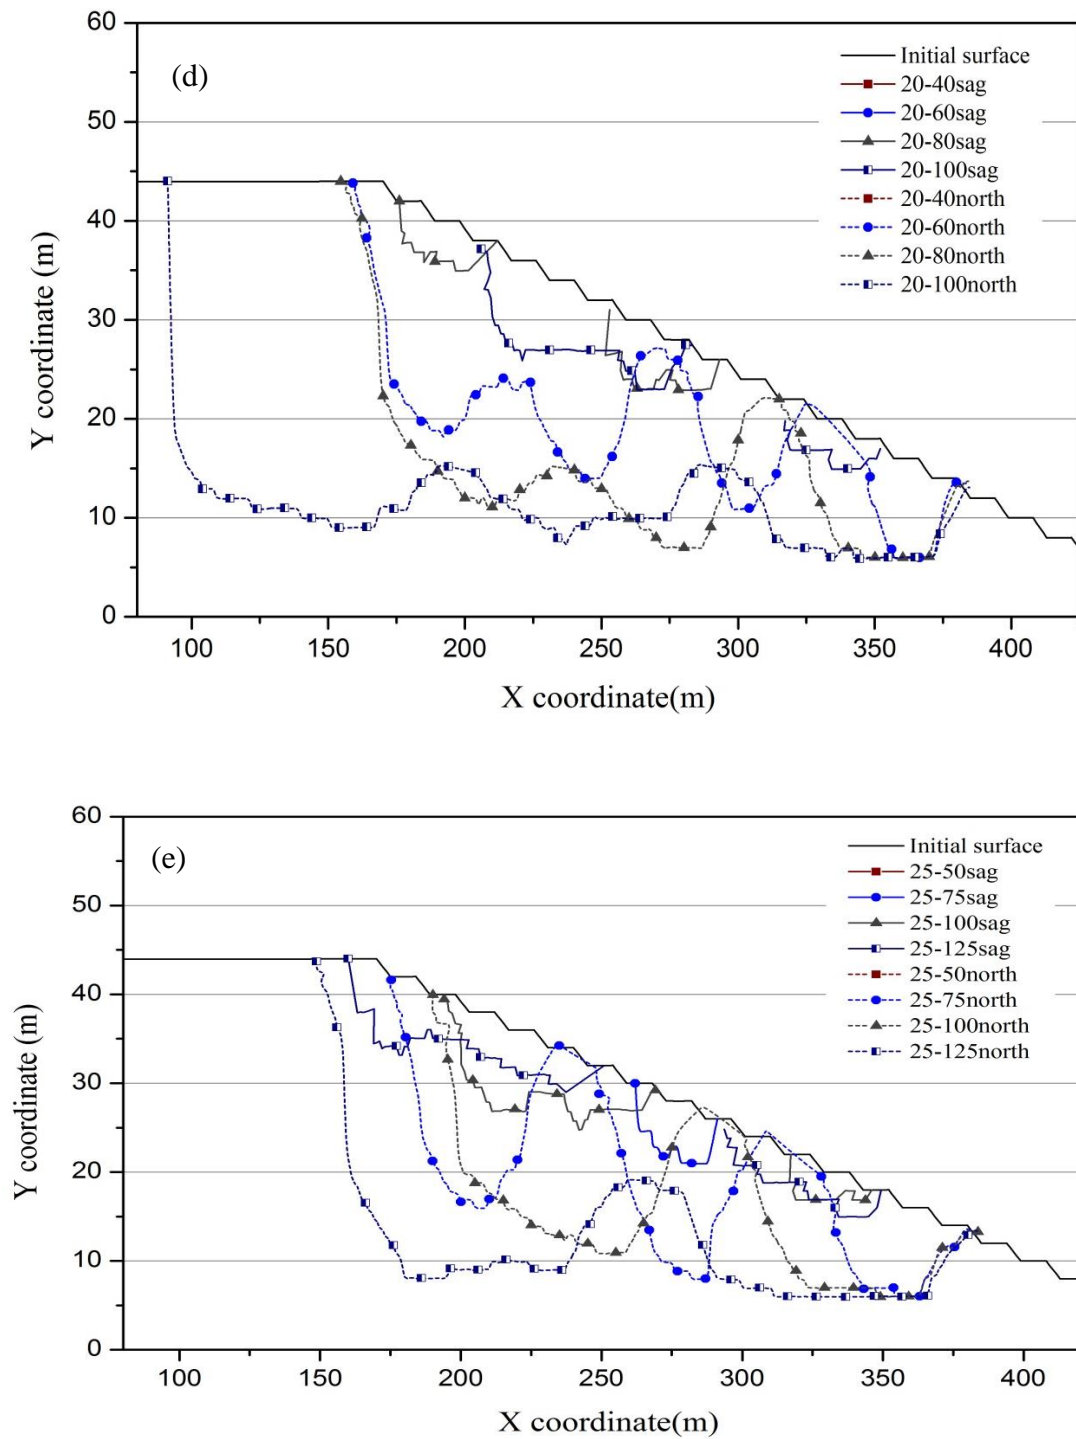 (d)
Initial surface
20-40sag
20-60sag
20-80sag
20-100sag
20-40north
20-60north
20-80north
20-100north
60
50
40
30
20
10
0
Y coordinate (m)
100 150 200 250 300 350 400
X coordinate(m)
(e)
Initial surface
25-50sag
25-75sag
25-100sag
25-125sag
25-50north
25-75north
25-100north
25-125north
60
50
40
30
20
10
0
Y coordinate (m)
100 150 200 250 300 350 400
X coordinate(m)